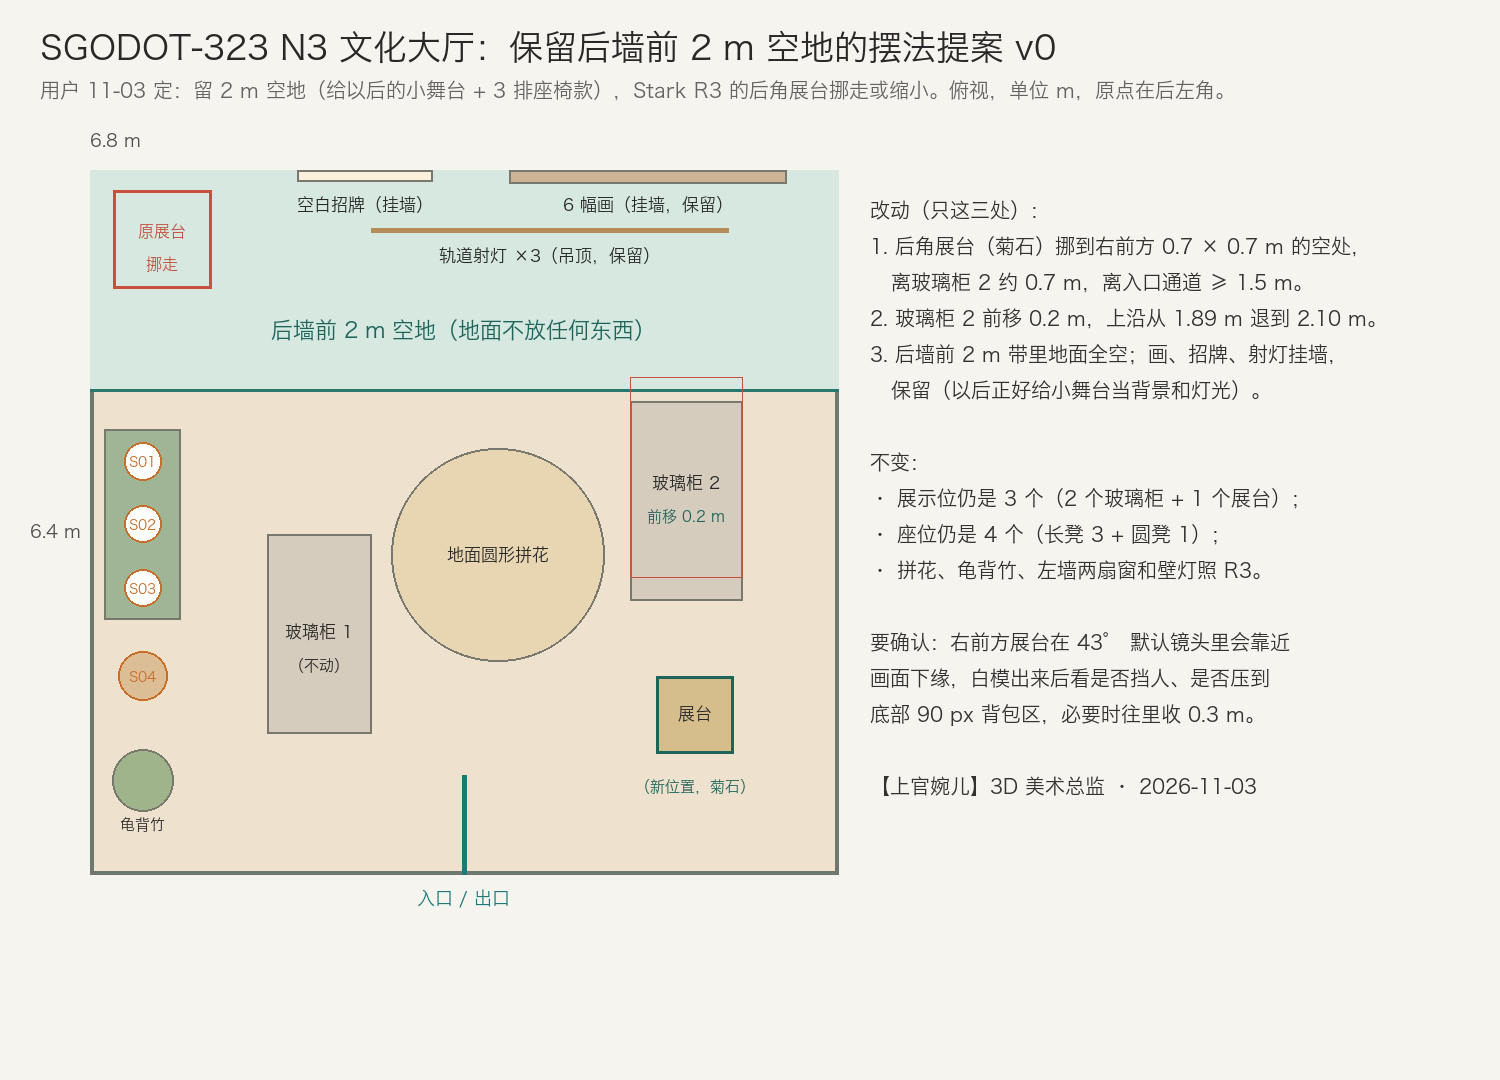 SGODOT-323 N3 文化大厅：保留后墙前 2 m 空地的摆法提案 v0
用户 11-03 定：留 2 m 空地（给以后的小舞台 + 3 排座椅款），Stark R3 的后角展台挪走或缩小。俯视，单位 m，原点在后左角。
6.8 m
原展台
挪走
空白招牌（挂墙）
6 幅画（挂墙，保留）
轨道射灯 ×3（吊顶，保留）
后墙前 2 m 空地（地面不放任何东西）
6.4 m
S01
S02
S03
S04
龟背竹
玻璃柜 1
（不动）
地面圆形拼花
玻璃柜 2
前移 0.2 m
展台
（新位置，菊石）
入口 / 出口
改动（只这三处）：
1. 后角展台（菊石）挪到右前方 0.7 × 0.7 m 的空处，
离玻璃柜 2 约 0.7 m，离入口通道 ≥ 1.5 m。
2. 玻璃柜 2 前移 0.2 m，上沿从 1.89 m 退到 2.10 m。
3. 后墙前 2 m 带里地面全空；画、招牌、射灯挂墙，
保留（以后正好给小舞台当背景和灯光）。
不变：
· 展示位仍是 3 个（2 个玻璃柜 + 1 个展台）；
· 座位仍是 4 个（长凳 3 + 圆凳 1）；
· 拼花、龟背竹、左墙两扇窗和壁灯照 R3。
要确认：右前方展台在 43° 默认镜头里会靠近
画面下缘，白模出来后看是否挡人、是否压到
底部 90 px 背包区，必要时往里收 0.3 m。
【上官婉儿】3D 美术总监 · 2026-11-03